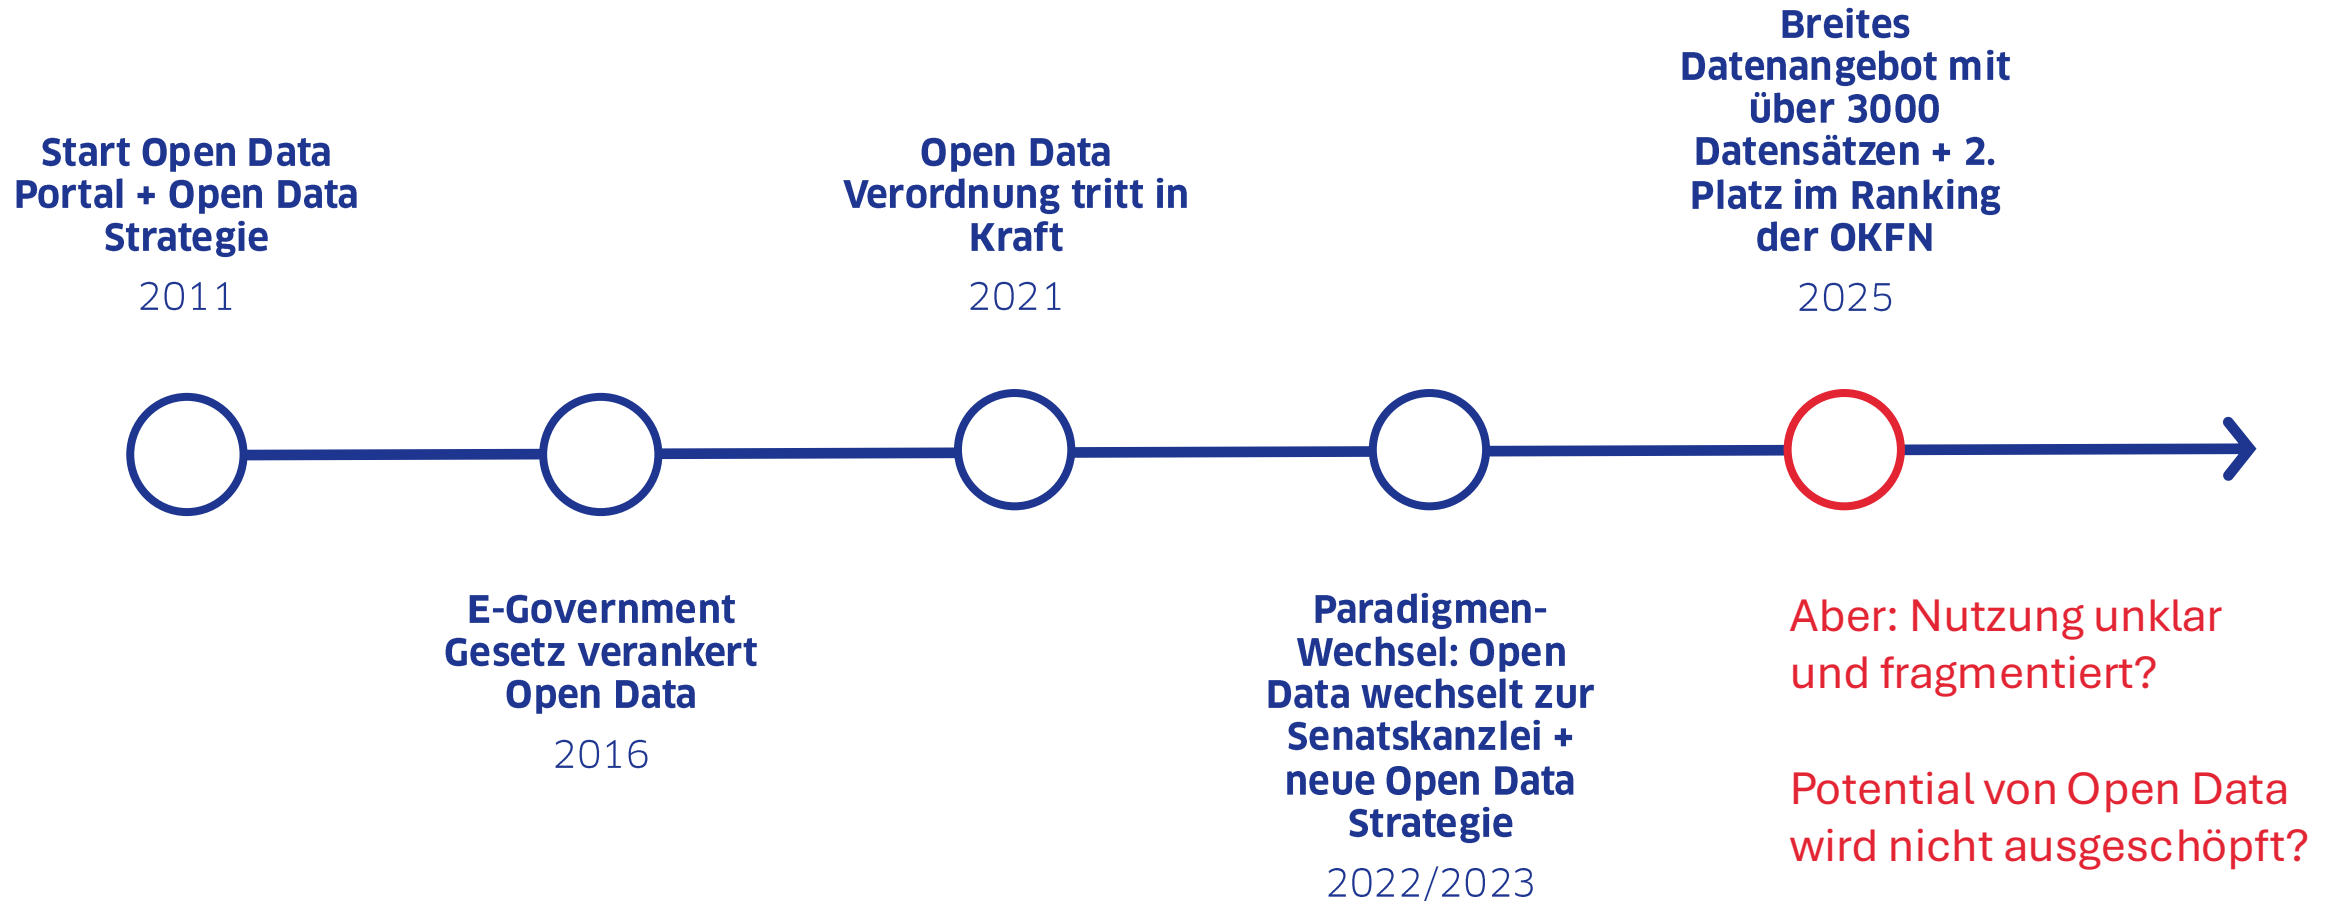 Start Open Data
Portal + Open Data
Strategie
2011
E-Government
Gesetz verankert
Open Data
2016
Open Data
Verordnung tritt in
Kraft
2021
Paradigmen-
Wechsel: Open
Data wechselt zur
Senatskanzlei +
neue Open Data
Strategie
2022/2023
Breites
Datenangebot mit
über 3000
Datensätzen + 2.
Platz im Ranking
der OKFN
2025
Aber: Nutzung unklar
und fragmentiert?
Potential von Open Data
wird nicht ausgeschöpft?